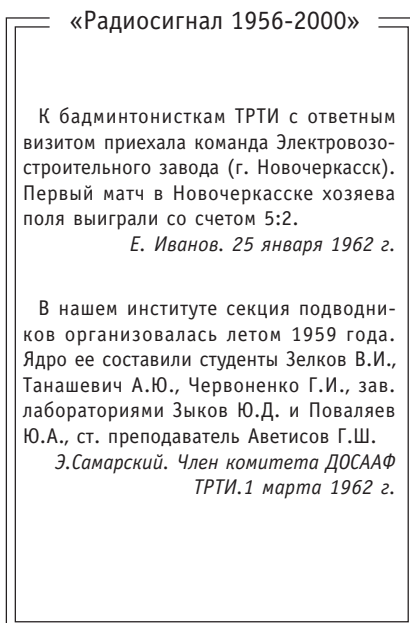 «Радиосигнал 1956-2000»
К бадминтонисткам ТРТИ с ответным
визитом приехала команда Электровозо-
строительного завода (г. Новочеркасск).
Первый матч в Новочеркасске хозяева
поля выиграли со счетом 5:2.
Е. Иванов. 25 января 1962 г.
В нашем институте секция подводни-
ков организовалась летом 1959 года.
Ядро ее составили студенты Зелков В.И.,
Танашевич А.Ю., Червоненко Г.И., зав.
лабораториями Зыков Ю.Д. и Поваляев
Ю.А., ст. преподаватель Аветисов Г.Ш.
Э.Самарский. Член комитета ДОСААФ
ТРТИ.1 марта 1962 г.